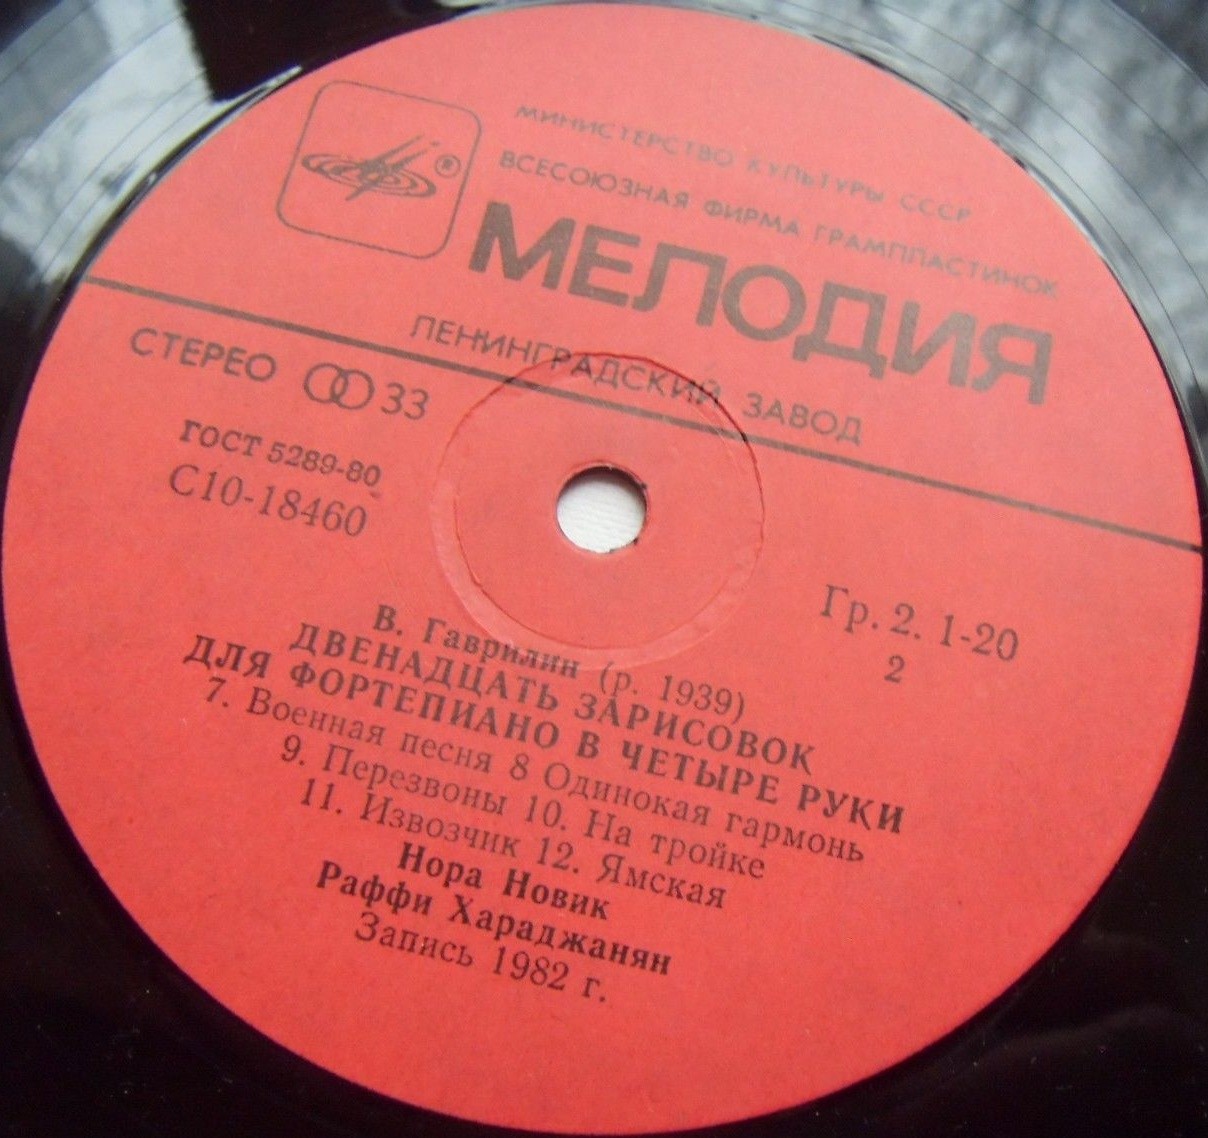 МИНИСТЕРСТВО КУЛЬТУРЫ СССР
ВСЕСОЮЗНАЯ ФИРМА ГРАМПЛАСТИНОК
МЕЛОДИЯ
®
ЛЕНИНГРАДСКИЙ ЗАВОД
СТЕРЕО 33
ГОСТ 5289-80
С10-18460
Гр. 2. 1-20
2
В. Гаврилин (р. 1939)
ДВЕНАДЦАТЬ ЗАРИСОВОК
ДЛЯ ФОРТЕПИАНО В ЧЕТЫРЕ РУКИ
7. Военная песня 8 Одинокая гармонь
9. Перезвоны 10. На тройке
11. Извозчик 12. Ямская
Нора Новик
Раффи Хараджанян
Запись 1982 г.